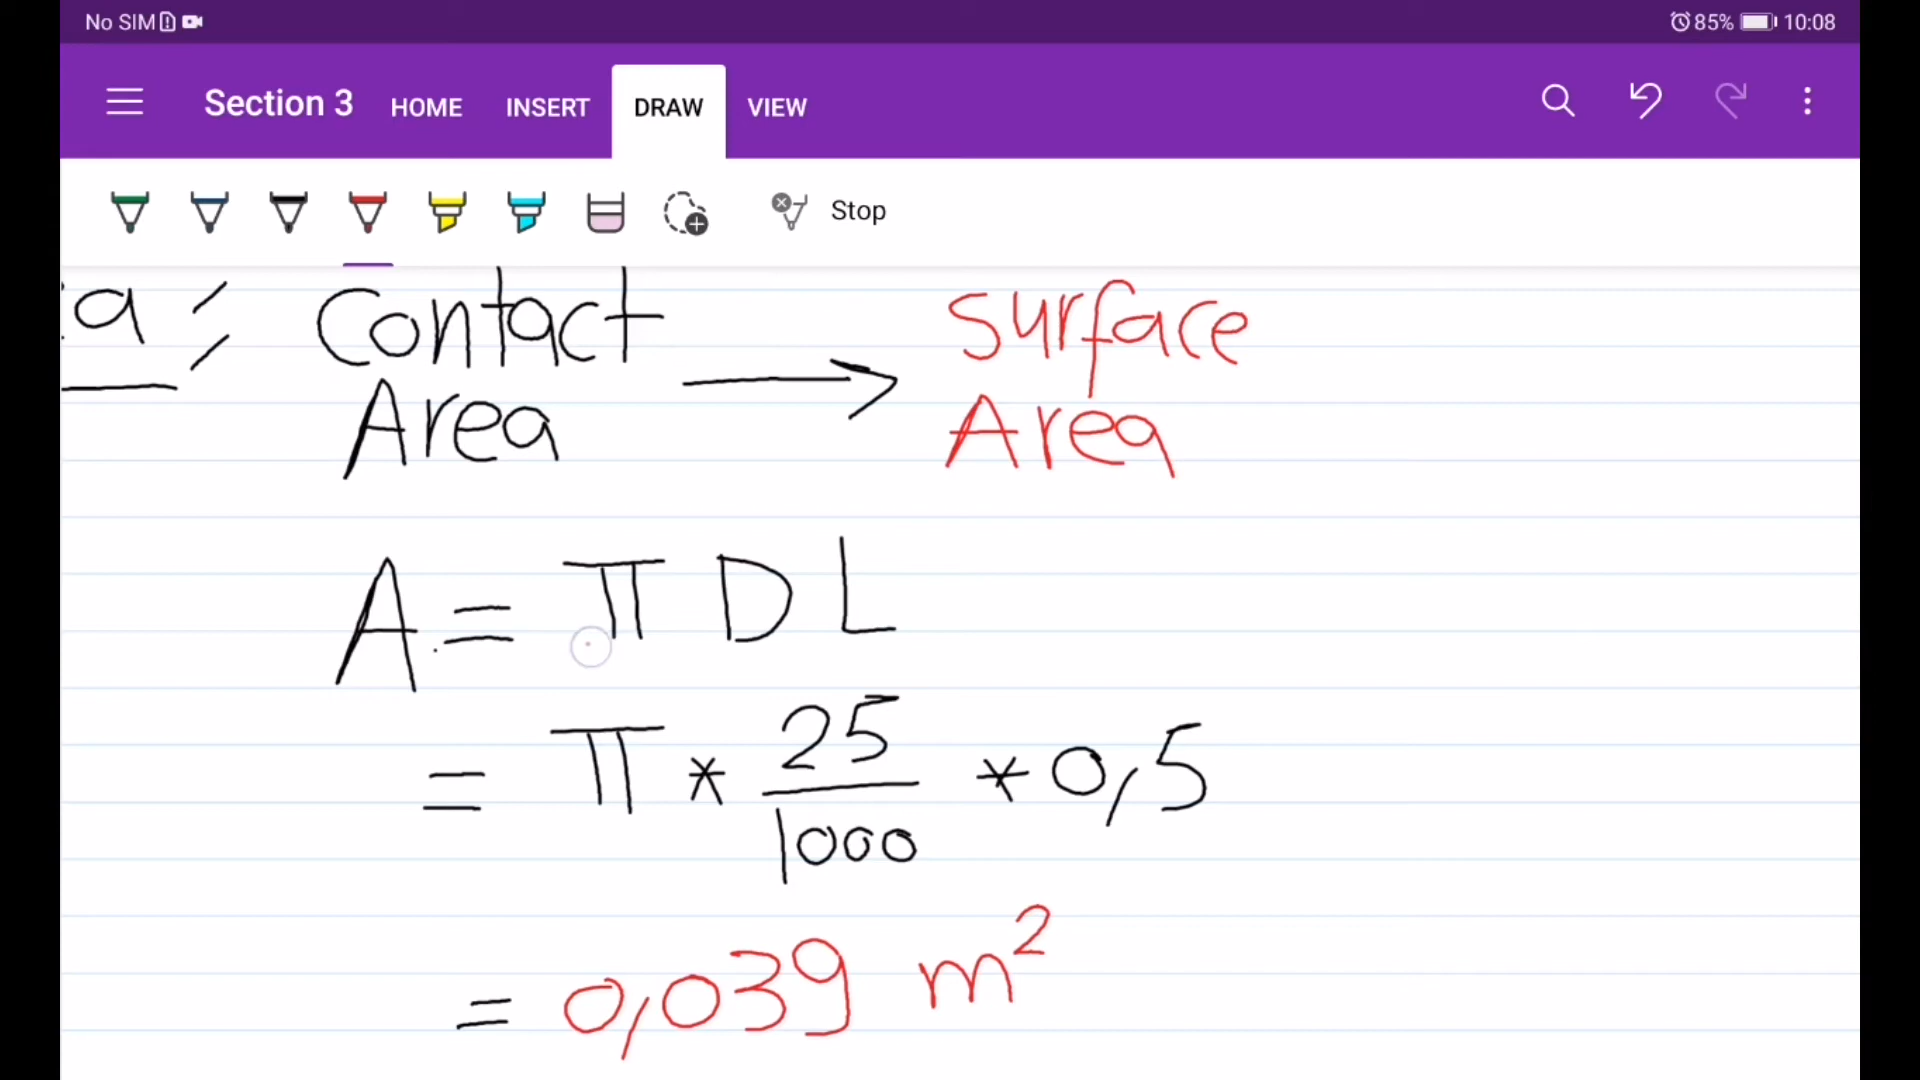 No SIM 85% 10:08
Section 3 HOME INSERT DRAW VIEW
Stop
a: Contact Area → Surface Area
A = π D L
= π * 25/1000 * 0,5
= 0,039 m²